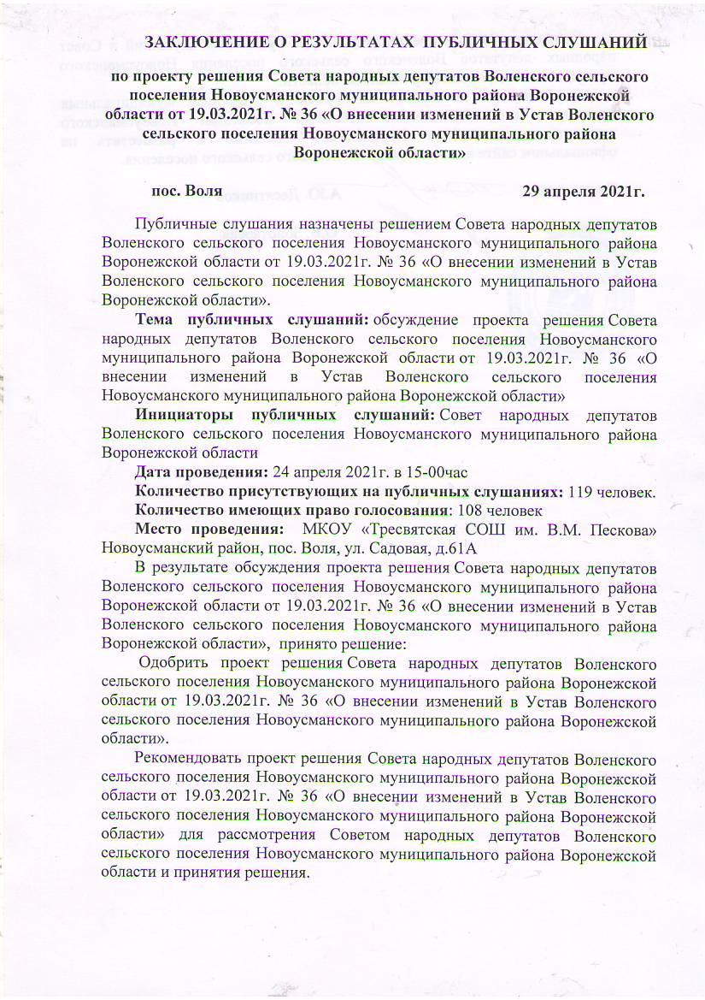 ЗАКЛЮЧЕНИЕ О РЕЗУЛЬТАТАХ ПУБЛИЧНЫХ СЛУШАНИЙ
по проекту решения Совета народных депутатов Воленского сельского
поселения Новоусманского муниципального района Воронежской
области от 19.03.2021г. № 36 «О внесении изменений в Устав Воленского
сельского поселения Новоусманского муниципального района
Воронежской области»
пос. Воля 29 апреля 2021г.
Публичные слушания назначены решением Совета народных депутатов
Воленского сельского поселения Новоусманского муниципального района
Воронежской области от 19.03.2021г. № 36 «О внесении изменений в Устав
Воленского сельского поселения Новоусманского муниципального района
Воронежской области».
Тема публичных слушаний: обсуждение проекта решения Совета
народных депутатов Воленского сельского поселения Новоусманского
муниципального района Воронежской области от 19.03.2021г. № 36 «О
внесении изменений в Устав Воленского сельского поселения
Новоусманского муниципального района Воронежской области»
Инициаторы публичных слушаний: Совет народных депутатов
Воленского сельского поселения Новоусманского муниципального района
Воронежской области
Дата проведения: 24 апреля 2021г. в 15-00час
Количество присутствующих на публичных слушаниях: 119 человек.
Количество имеющих право голосования: 108 человек
Место проведения: МКОУ «Тресвятская СОШ им. В.М. Пескова»
Новоусманский район, пос. Воля, ул. Садовая, д.61А
В результате обсуждения проекта решения Совета народных депутатов
Воленского сельского поселения Новоусманского муниципального района
Воронежской области от 19.03.2021г. № 36 «О внесении изменений в Устав
Воленского сельского поселения Новоусманского муниципального района
Воронежской области», принято решение:
Одобрить проект решения Совета народных депутатов Воленского
сельского поселения Новоусманского муниципального района Воронежской
области от 19.03.2021г. № 36 «О внесении изменений в Устав Воленского
сельского поселения Новоусманского муниципального района Воронежской
области».
Рекомендовать проект решения Совета народных депутатов Воленского
сельского поселения Новоусманского муниципального района Воронежской
области от 19.03.2021г. № 36 «О внесении изменений в Устав Воленского
сельского поселения Новоусманского муниципального района Воронежской
области» для рассмотрения Советом народных депутатов Воленского
сельского поселения Новоусманского муниципального района Воронежской
области и принятия решения.